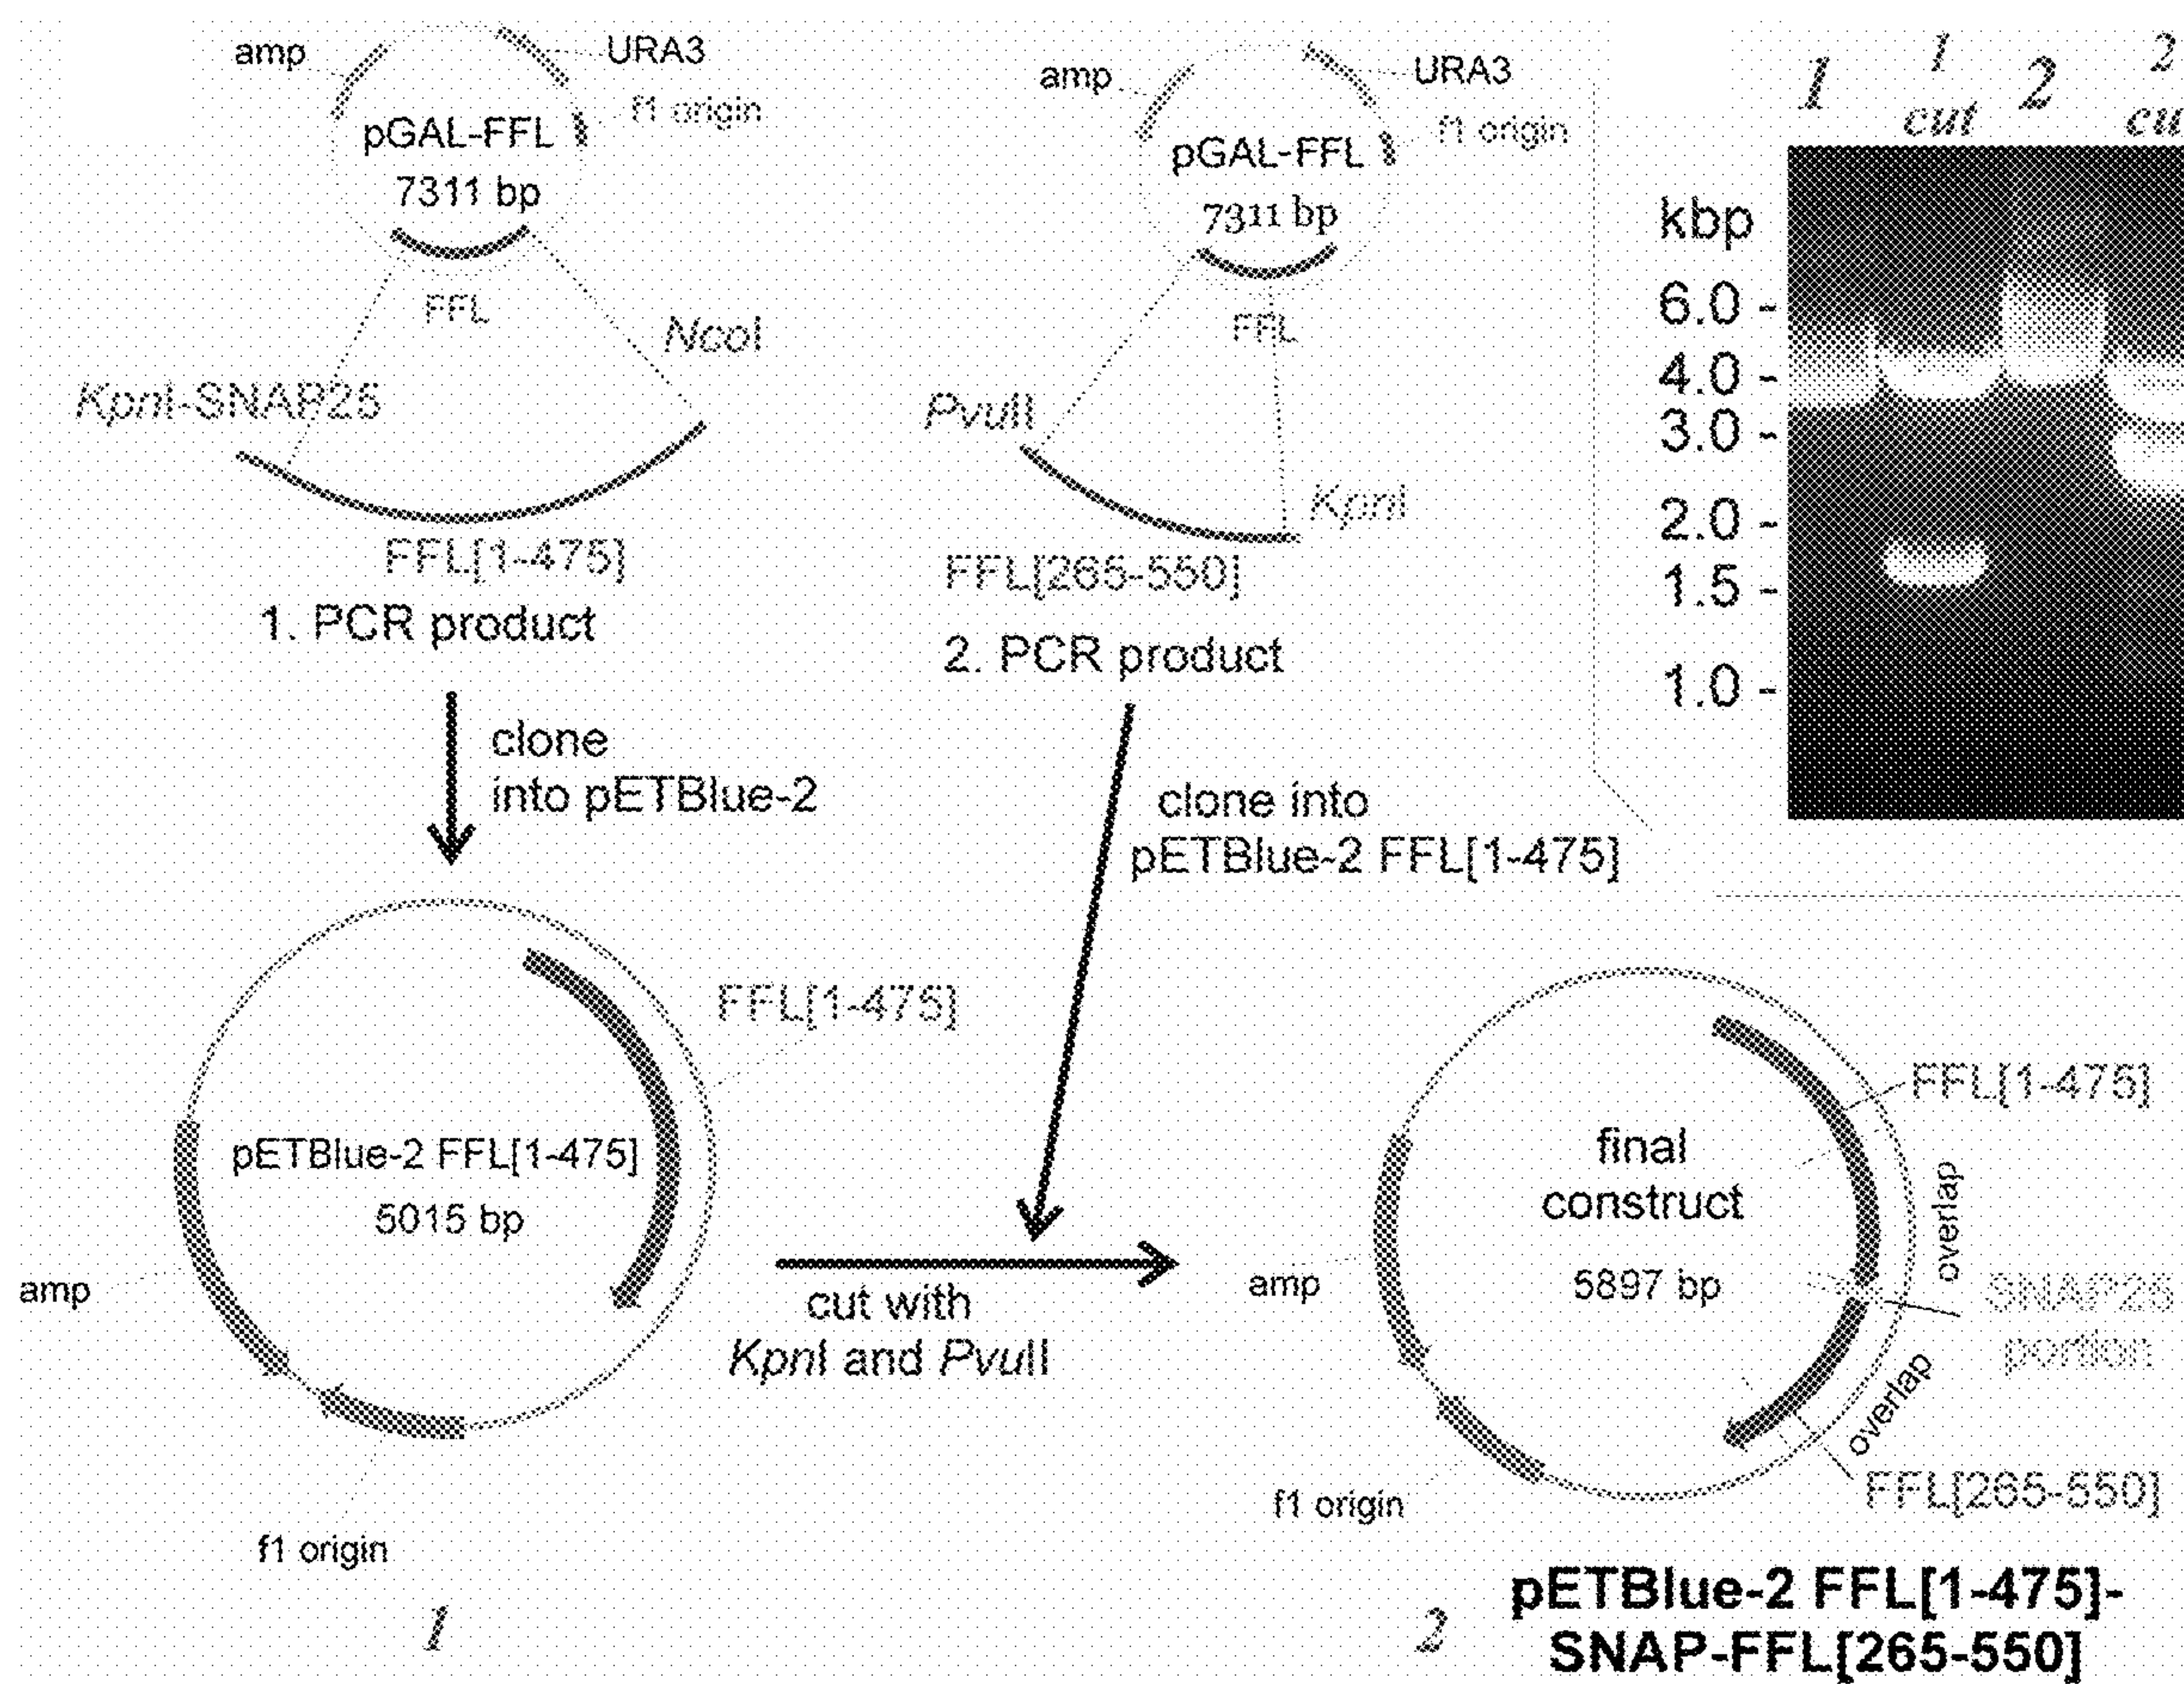 amp
URA3
f1 origin
pGAL-FFL
7311 bp
FFL
NcoI
KpnI-SNAP25
FFL[1-475]
1. PCR product
clone
into pETBlue-2
amp
URA3
f1 origin
pGAL-FFL
7311 bp
FFL
PvuII
KpnI
FFL[265-550]
2. PCR product
clone into
pETBlue-2 FFL[1-475]
1
1
cut
2
2
cu
kbp
6.0 -
4.0 -
3.0 -
2.0 -
1.5 -
1.0 -
FFL[1-475]
pETBlue-2 FFL[1-475]
5015 bp
amp
f1 origin
1
cut with
KpnI and PvuII
FFL[1-475]
final
construct
5897 bp
overlap
amp
SNAP25
portion
overlap
FFL[265-550]
f1 origin
2
pETBlue-2 FFL[1-475]-
SNAP-FFL[265-550]